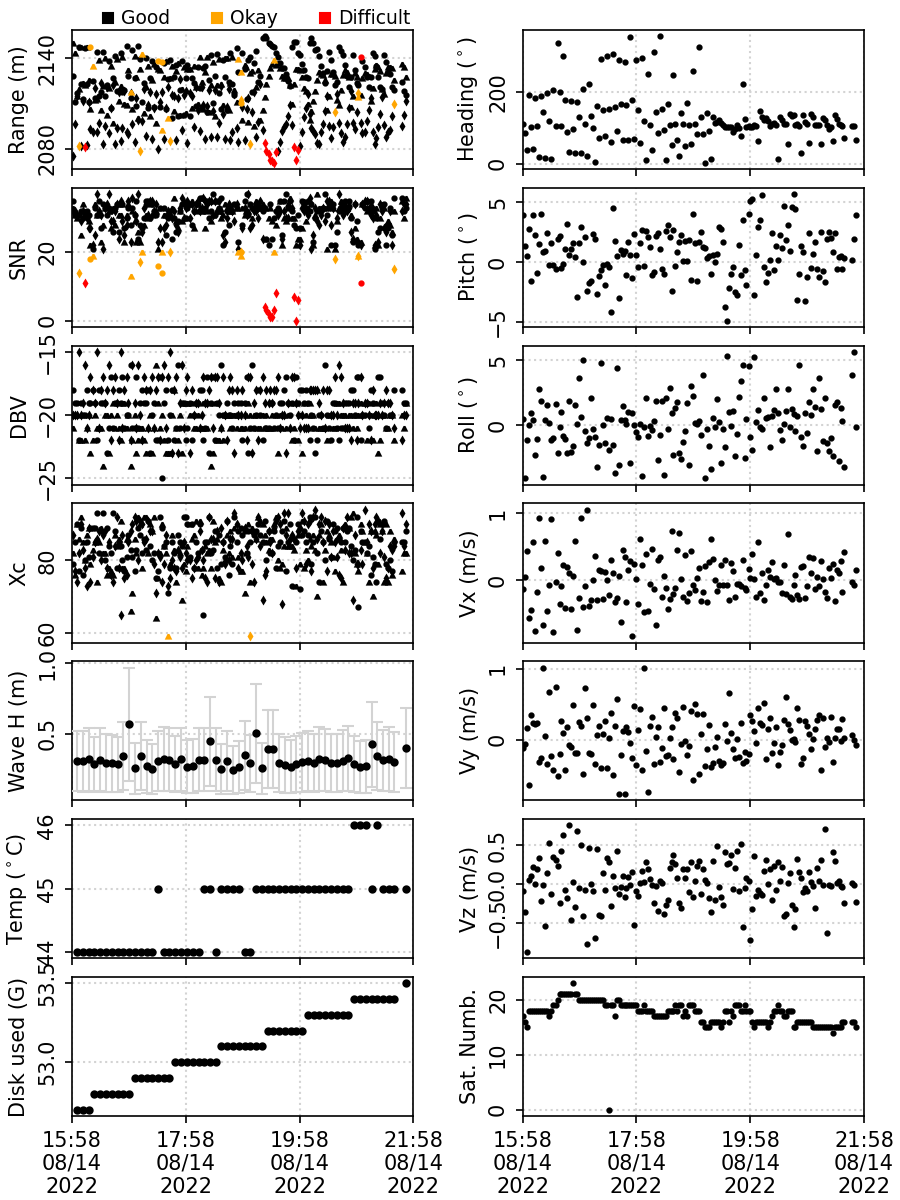 Good Okay Difficult
Range (m)
2140
2080
Heading (°)
200
0
SNR
20
0
Pitch (°)
5
0
−5
DBV
−15
−20
−25
Roll (°)
5
0
Xc
80
60
Vx (m/s)
1
0
Wave H (m)
1.0
0.5
Vy (m/s)
1
0
Temp (°C)
46
45
44
Vz (m/s)
0.5
0.0
−0.5
Disk used (G)
53.5
53.0
Sat. Numb.
20
10
0
15:58 17:58 19:58 21:58 15:58 17:58 19:58 21:58
08/14 08/14 08/14 08/14 08/14 08/14 08/14 08/14
2022 2022 2022 2022 2022 2022 2022 2022